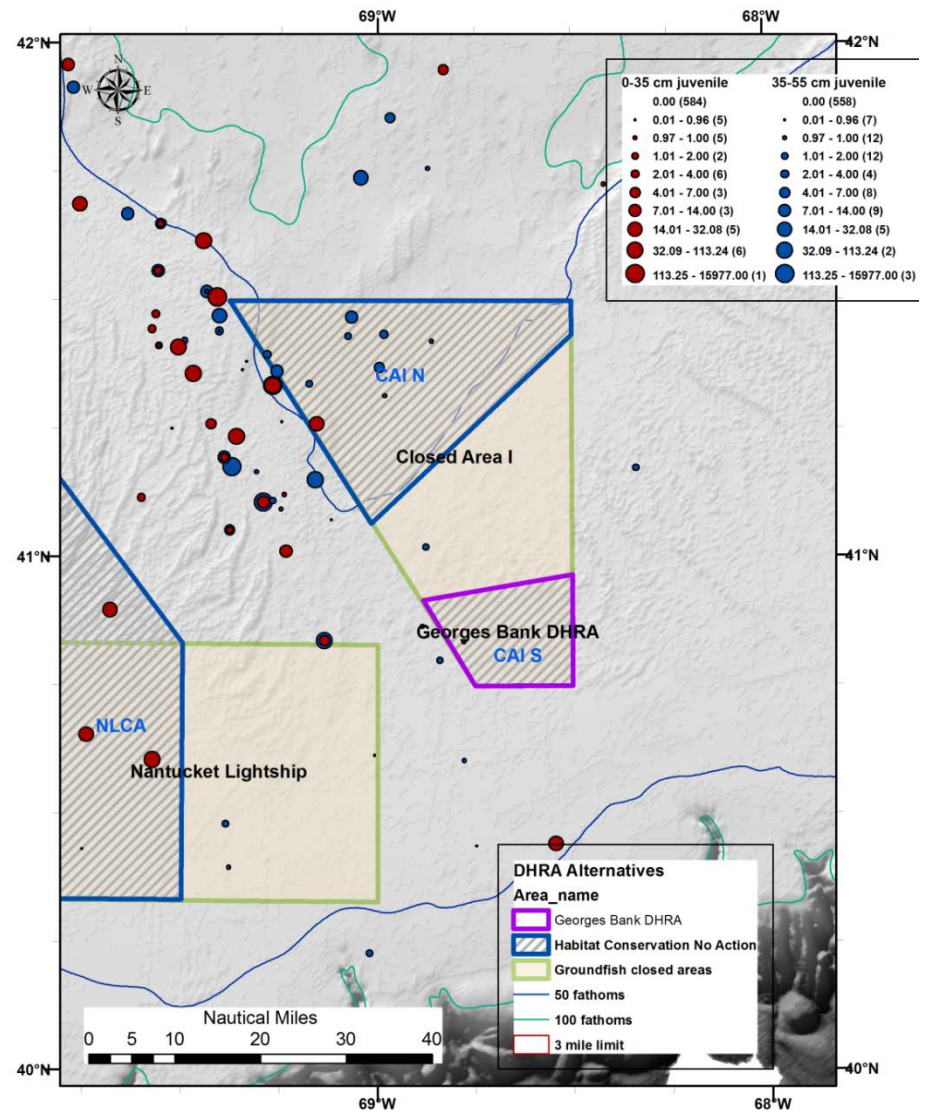 69°W 68°W
42°N 42°N
N
W E
S
0-35 cm juvenile 35-55 cm juvenile
0.00 (584) 0.00 (558)
0.01 - 0.96 (5) 0.01 - 0.96 (7)
0.97 - 1.00 (5) 0.97 - 1.00 (12)
1.01 - 2.00 (2) 1.01 - 2.00 (12)
2.01 - 4.00 (6) 2.01 - 4.00 (4)
4.01 - 7.00 (3) 4.01 - 7.00 (8)
7.01 - 14.00 (3) 7.01 - 14.00 (9)
14.01 - 32.08 (5) 14.01 - 32.08 (5)
32.09 - 113.24 (6) 32.09 - 113.24 (2)
113.25 - 15977.00 (1) 113.25 - 15977.00 (3)
CAI N
Closed Area I
41°N 41°N
Georges Bank DHRA
CAI S
NLCA
Nantucket Lightship
DHRA Alternatives
Area_name
Georges Bank DHRA
Habitat Conservation No Action
Groundfish closed areas
50 fathoms
100 fathoms
3 mile limit
Nautical Miles
0 5 10 20 30 40
40°N 40°N
69°W 68°W